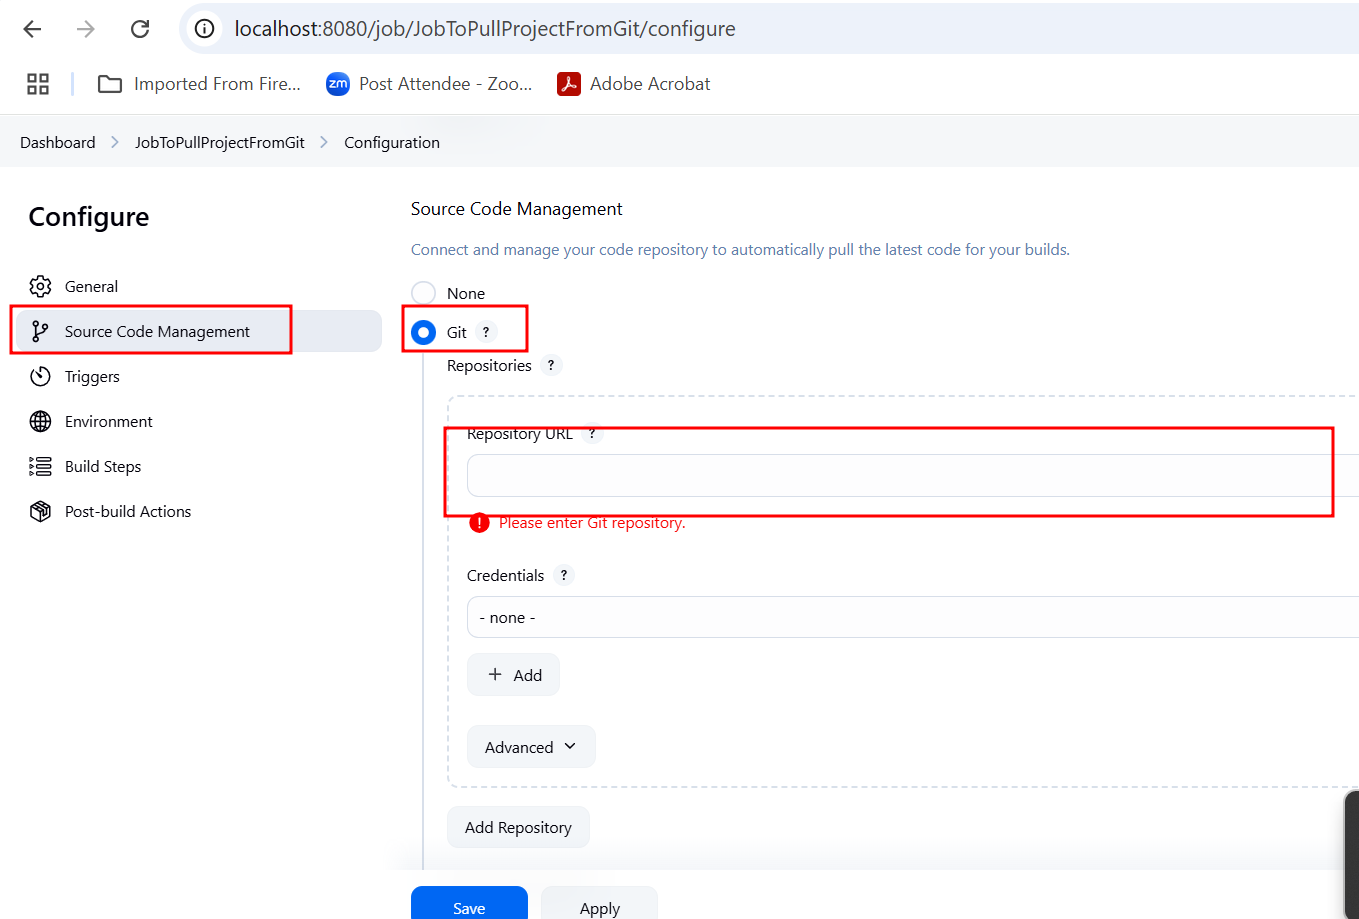 localhost:8080/job/JobToPullProjectFromGit/configure
Imported From Fire... zm Post Attendee - Zoo... Adobe Acrobat
Dashboard > JobToPullProjectFromGit > Configuration
Configure
General
Source Code Management
Triggers
Environment
Build Steps
Post-build Actions
Source Code Management
Connect and manage your code repository to automatically pull the latest code for your builds.
None
Git ?
Repositories ?
Repository URL ?
! Please enter Git repository.
Credentials ?
- none -
+ Add
Advanced
Add Repository
Save Apply